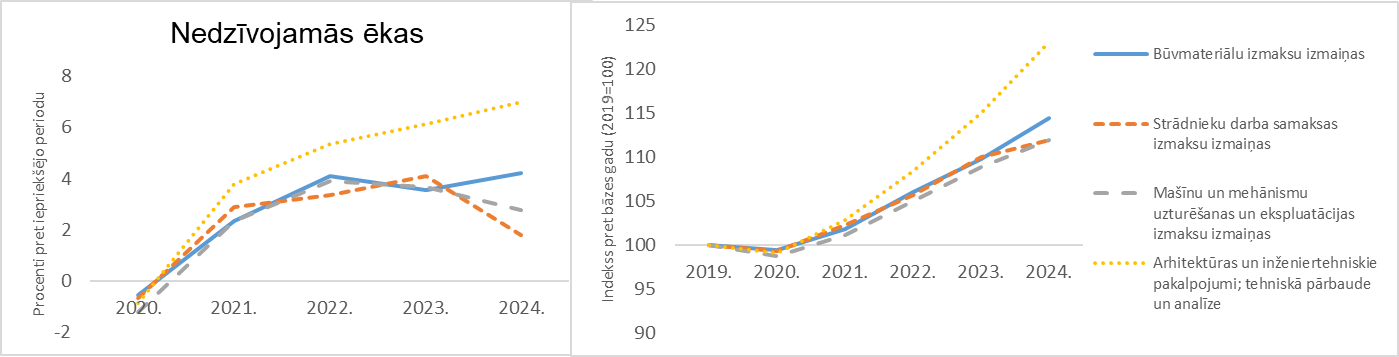 Nedzīvojamās ēkas
Procenti pret iepriekšējo periodu
8
6
4
2
0
-2
2020.
2021.
2022.
2023.
2024.
Indekss pret bāzes gadu (2019=100)
125
120
115
110
105
100
95
90
2019.
2020.
2021.
2022.
2023.
2024.
Būvmateriālu izmaksu izmaiņas
Strādnieku darba samaksas
izmaksu izmaiņas
Mašīnu un mehānismu
uzturēšanas un ekspluatācijas
izmaksu izmaiņas
Arhitektūras un inženiertehniskie
pakalpojumi; tehniskā pārbaude
un analīze